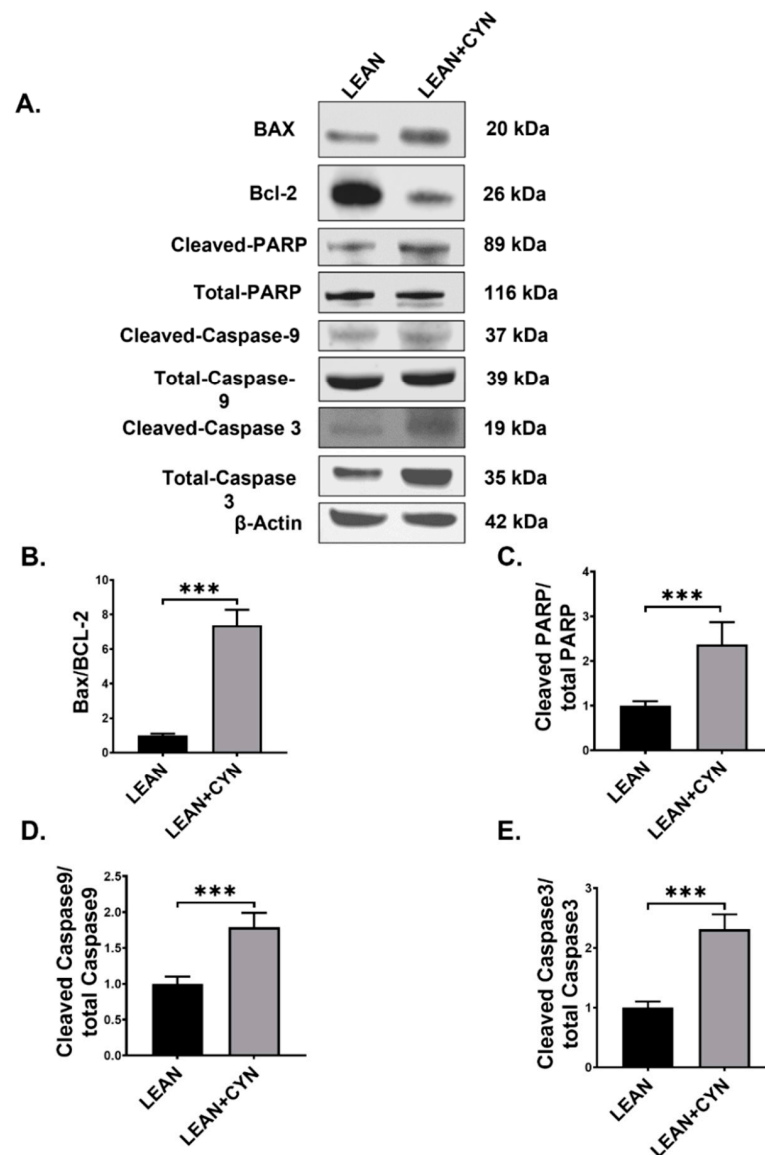 A.
LEAN
LEAN+CYN
BAX
20 kDa
Bcl-2
26 kDa
Cleaved-PARP
89 kDa
Total-PARP
116 kDa
Cleaved-Caspase-9
37 kDa
Total-Caspase-
9
39 kDa
Cleaved-Caspase 3
19 kDa
Total-Caspase
3
35 kDa
β-Actin
42 kDa
B.
Bax/BCL-2
10
8
6
4
2
0
***
LEAN
LEAN+CYN
C.
Cleaved PARP/
total PARP
4
3
2
1
0
***
LEAN
LEAN+CYN
D.
Cleaved Caspase9/
total Caspase9
2.5
2.0
1.5
1.0
0.5
0.0
***
LEAN
LEAN+CYN
E.
Cleaved Caspase3/
total Caspase3
3
2
1
0
***
LEAN
LEAN+CYN